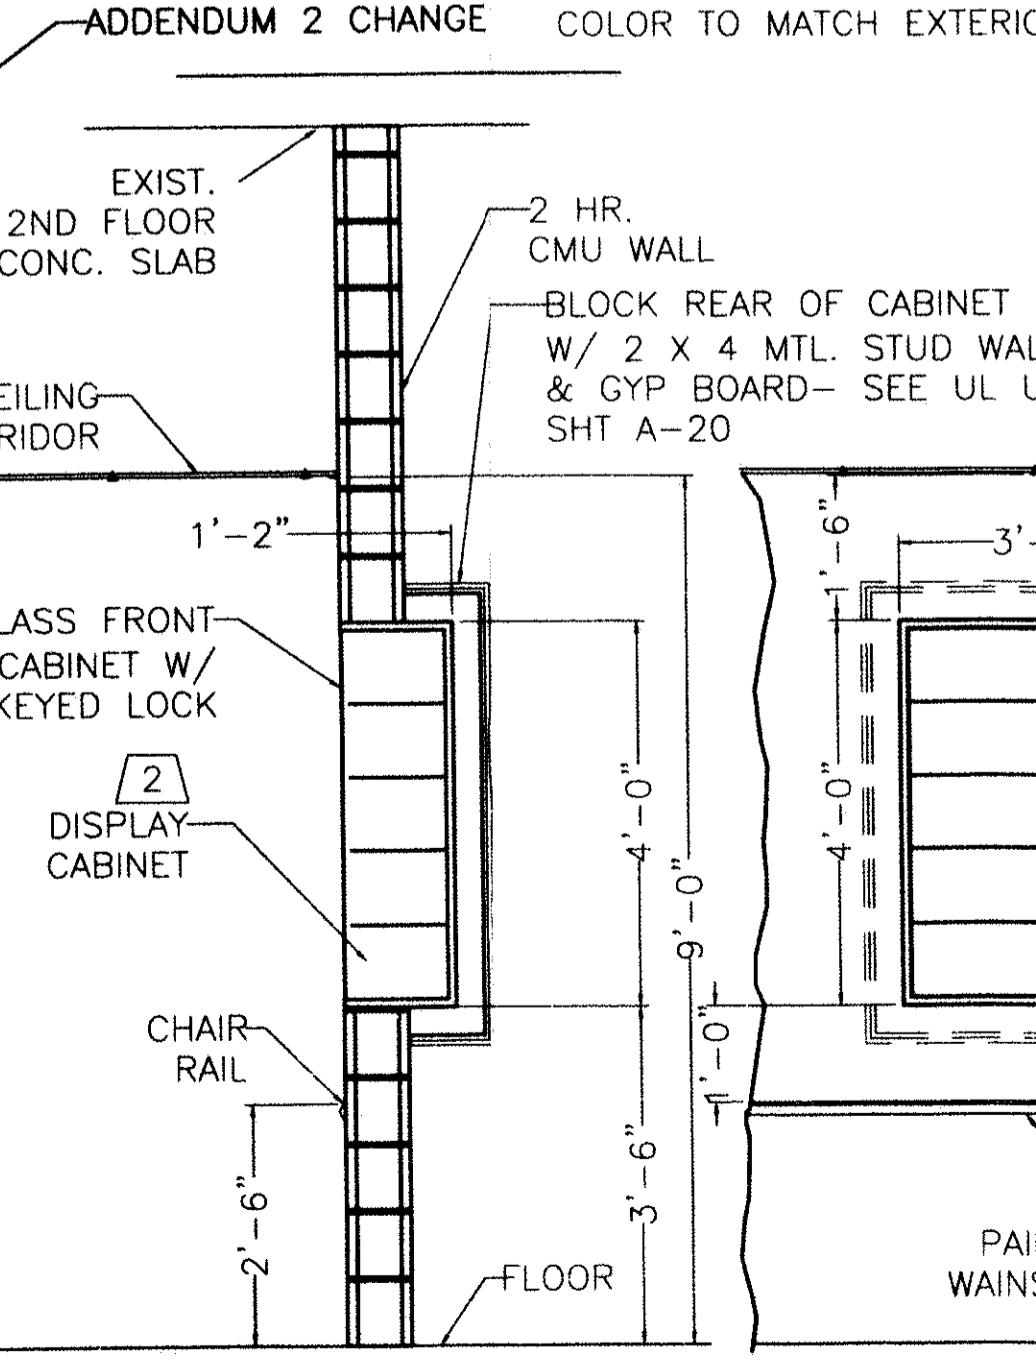 ADDENDUM 2 CHANGE
COLOR TO MATCH EXTERIO
EXIST.
2ND FLOOR
CONC. SLAB
2 HR.
CMU WALL
BLOCK REAR OF CABINET
W/ 2 X 4 MTL. STUD WAL
& GYP BOARD– SEE UL U
SHT A–20
EILING
RIDOR
1'–2"
1'–6"
3'–
LASS FRONT
CABINET W/
KEYED LOCK
2
DISPLAY
CABINET
4'–0"
9'–0"
4'–0"
CHAIR
RAIL
1'–0"
2'–6"
3'–6"
FLOOR
PAI
WAINS